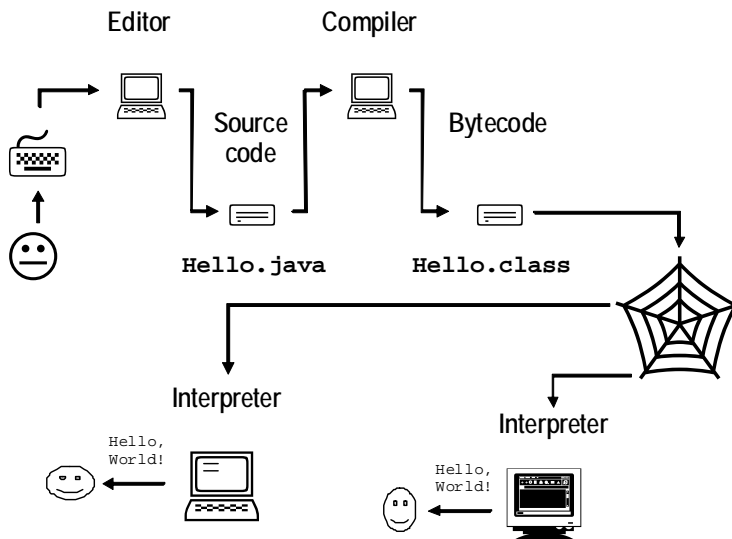 Editor
Compiler
Source
code
Bytecode
Hello.java
Hello.class
Interpreter
Interpreter
Hello,
World!
Hello,
World!